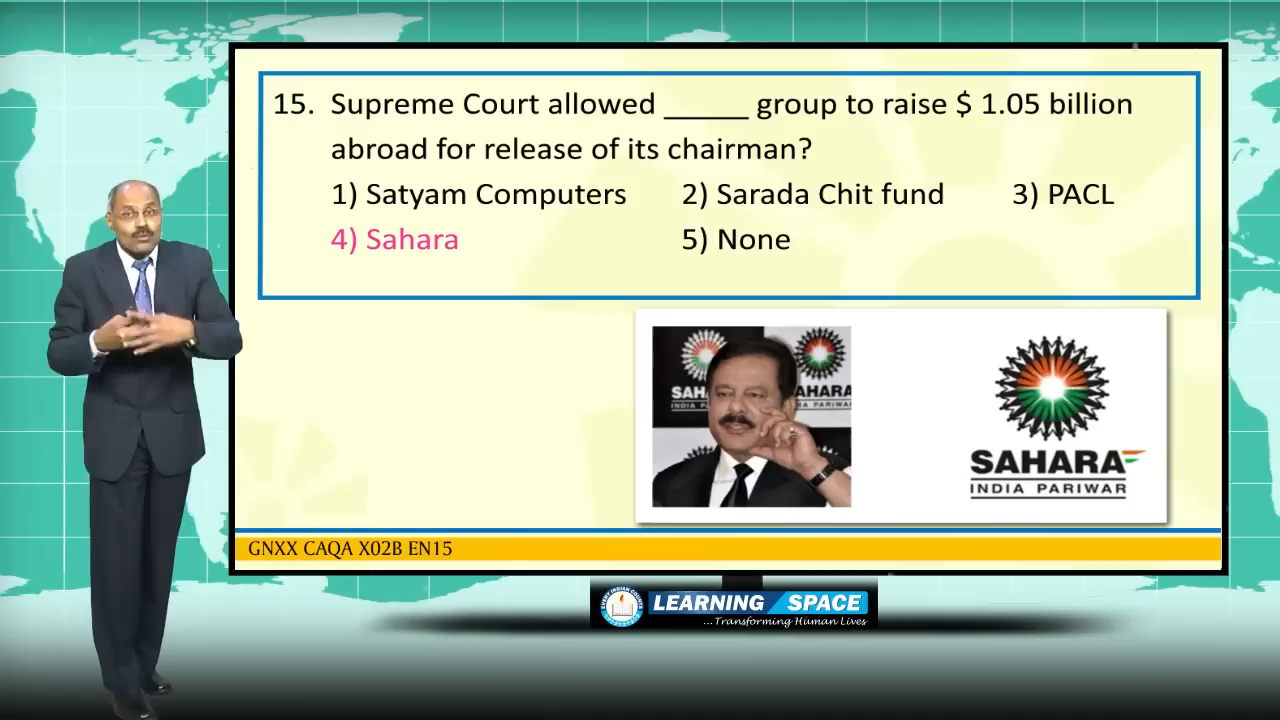 15. Supreme Court allowed _____ group to raise $ 1.05 billion
abroad for release of its chairman?
1) Satyam Computers 2) Sarada Chit fund 3) PACL
4) Sahara 5) None
SAHARA
INDIA PARIWAR
SAHARA
INDIA PARIWAR
GNXX CAQA X02B EN15
LEARNING SPACE
...Transforming Human Lives